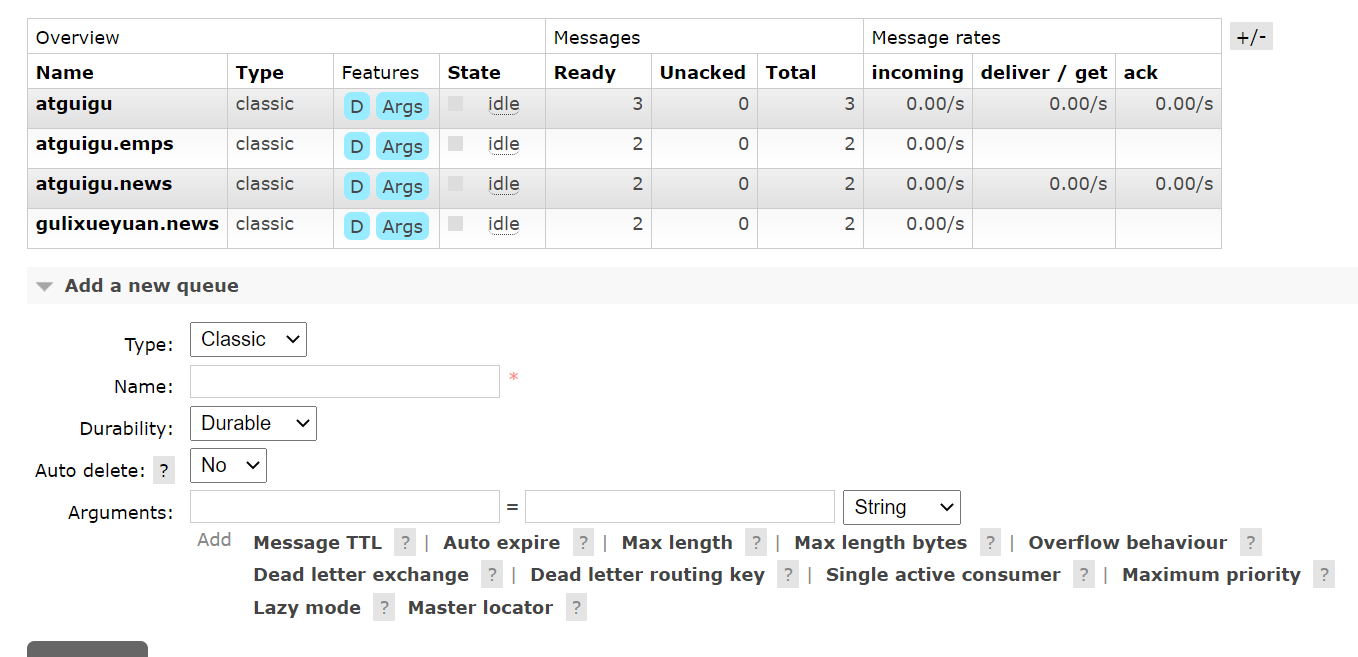 Overview Messages Message rates +/-
Name Type Features State Ready Unacked Total incoming deliver / get ack
atguigu classic D Args idle 3 0 3 0.00/s 0.00/s 0.00/s
atguigu.emps classic D Args idle 2 0 2 0.00/s
atguigu.news classic D Args idle 2 0 2 0.00/s 0.00/s 0.00/s
gulixueyuan.news classic D Args idle 2 0 2 0.00/s
Add a new queue
Type: Classic
Name: *
Durability: Durable
Auto delete: ? No
Arguments: = String
Add Message TTL ? | Auto expire ? | Max length ? | Max length bytes ? | Overflow behaviour ?
Dead letter exchange ? | Dead letter routing key ? | Single active consumer ? | Maximum priority ?
Lazy mode ? Master locator ?